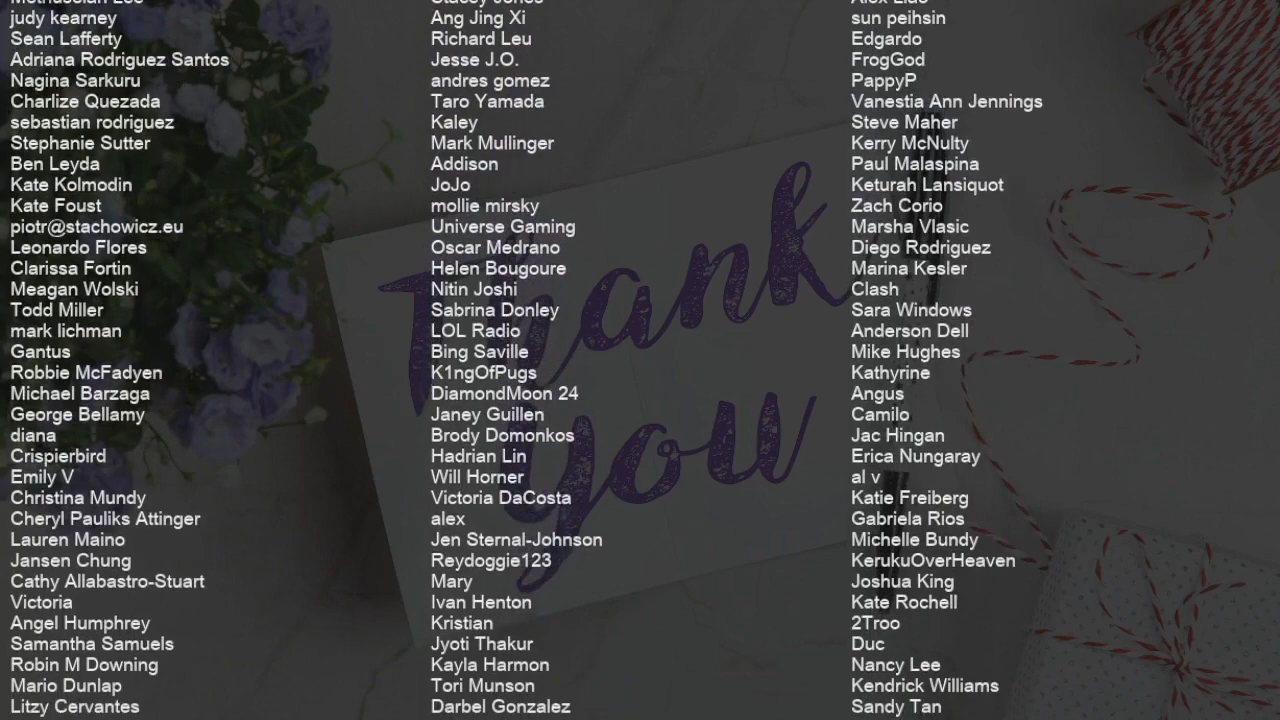 judy kearney
Sean Lafferty
Adriana Rodriguez Santos
Nagina Sarkuru
Charlize Quezada
sebastian rodriguez
Stephanie Sutter
Ben Leyda
Kate Kolmodin
Kate Foust
piotr@stachowicz.eu
Leonardo Flores
Clarissa Fortin
Meagan Wolski
Todd Miller
mark lichman
Gantus
Robbie McFadyen
Michael Barzaga
George Bellamy
diana
Crispierbird
Emily V
Christina Mundy
Cheryl Pauliks Attinger
Lauren Maino
Jansen Chung
Cathy Allabastro-Stuart
Victoria
Angel Humphrey
Samantha Samuels
Robin M Downing
Mario Dunlap
Litzy Cervantes
Stacey Jones
Ang Jing Xi
Richard Leu
Jesse J.O.
andres gomez
Taro Yamada
Kaley
Mark Mullinger
Addison
JoJo
mollie mirsky
Universe Gaming
Oscar Medrano
Helen Bougoure
Nitin Joshi
Sabrina Donley
LOL Radio
Bing Saville
K1ngOfPugs
DiamondMoon 24
Janey Guillen
Brody Domonkos
Hadrian Lin
Will Horner
Victoria DaCosta
alex
Jen Sternal-Johnson
Reydoggie123
Mary
Ivan Henton
Kristian
Jyoti Thakur
Kayla Harmon
Tori Munson
Darbel Gonzalez
sun peihsin
Edgardo
FrogGod
PappyP
Vanestia Ann Jennings
Steve Maher
Kerry McNulty
Paul Malaspina
Keturah Lansiquot
Zach Corio
Marsha Vlasic
Diego Rodriguez
Marina Kesler
Clash
Sara Windows
Anderson Dell
Mike Hughes
Kathyrine
Angus
Camilo
Jac Hingan
Erica Nungaray
al v
Katie Freiberg
Gabriela Rios
Michelle Bundy
KerukuOverHeaven
Joshua King
Kate Rochell
2Troo
Duc
Nancy Lee
Kendrick Williams
Sandy Tan
Thank
you